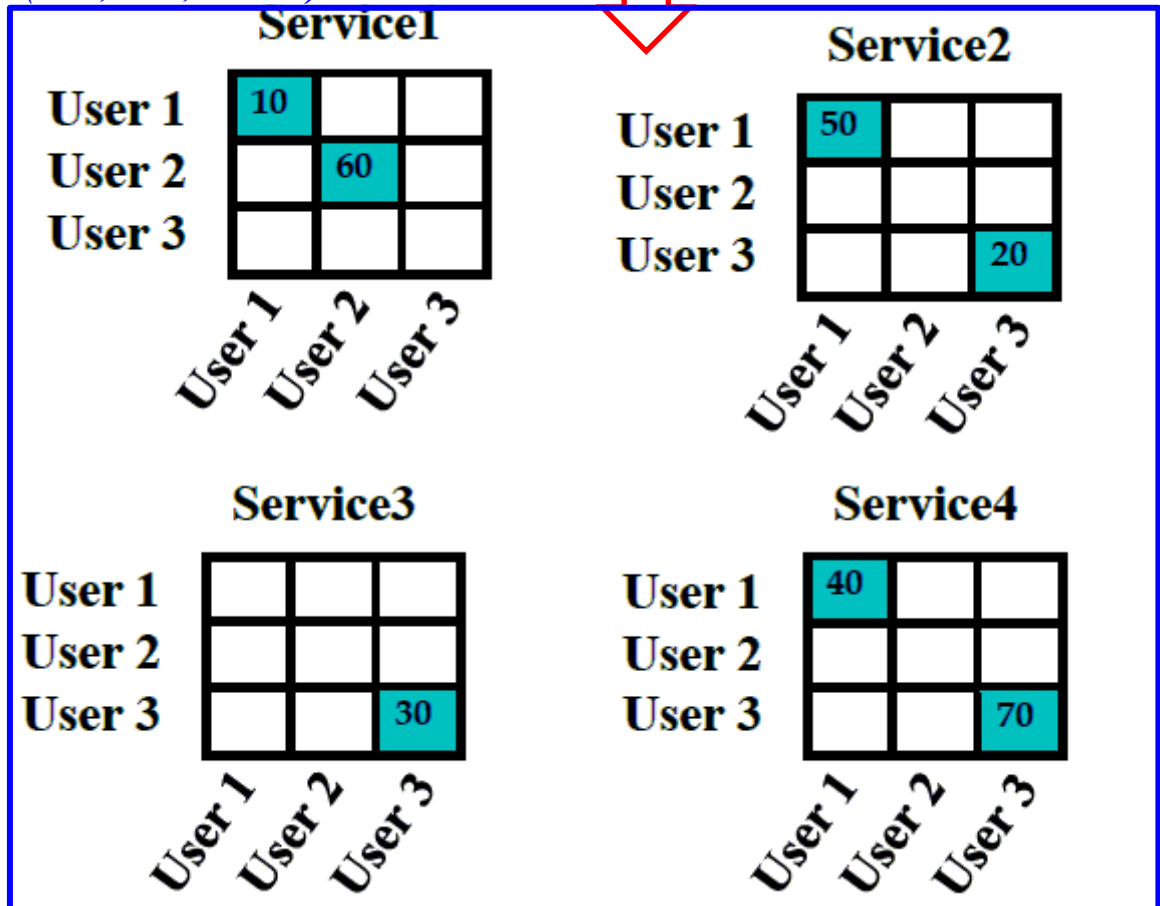 Service1
User 1 10
User 2 60
User 3
User 1 User 2 User 3
Service2
User 1 50
User 2
User 3 20
User 1 User 2 User 3
Service3
User 1
User 2
User 3 30
User 1 User 2 User 3
Service4
User 1 40
User 2
User 3 70
User 1 User 2 User 3